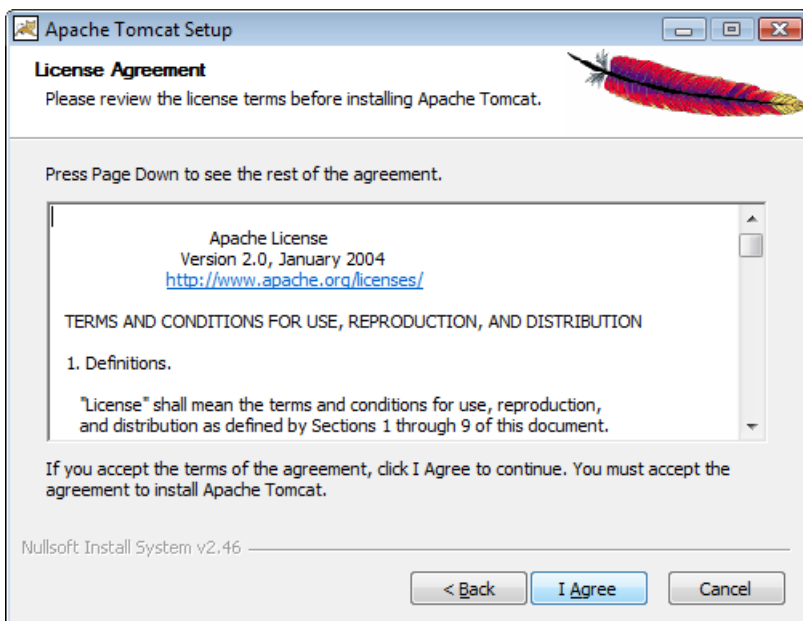 Apache Tomcat Setup
License Agreement
Please review the license terms before installing Apache Tomcat.
Press Page Down to see the rest of the agreement.
Apache License
Version 2.0, January 2004
http://www.apache.org/licenses/
TERMS AND CONDITIONS FOR USE, REPRODUCTION, AND DISTRIBUTION
1. Definitions.
"License" shall mean the terms and conditions for use, reproduction,
and distribution as defined by Sections 1 through 9 of this document.
If you accept the terms of the agreement, click I Agree to continue. You must accept the
agreement to install Apache Tomcat.
Nullsoft Install System v2.46
< Back I Agree Cancel